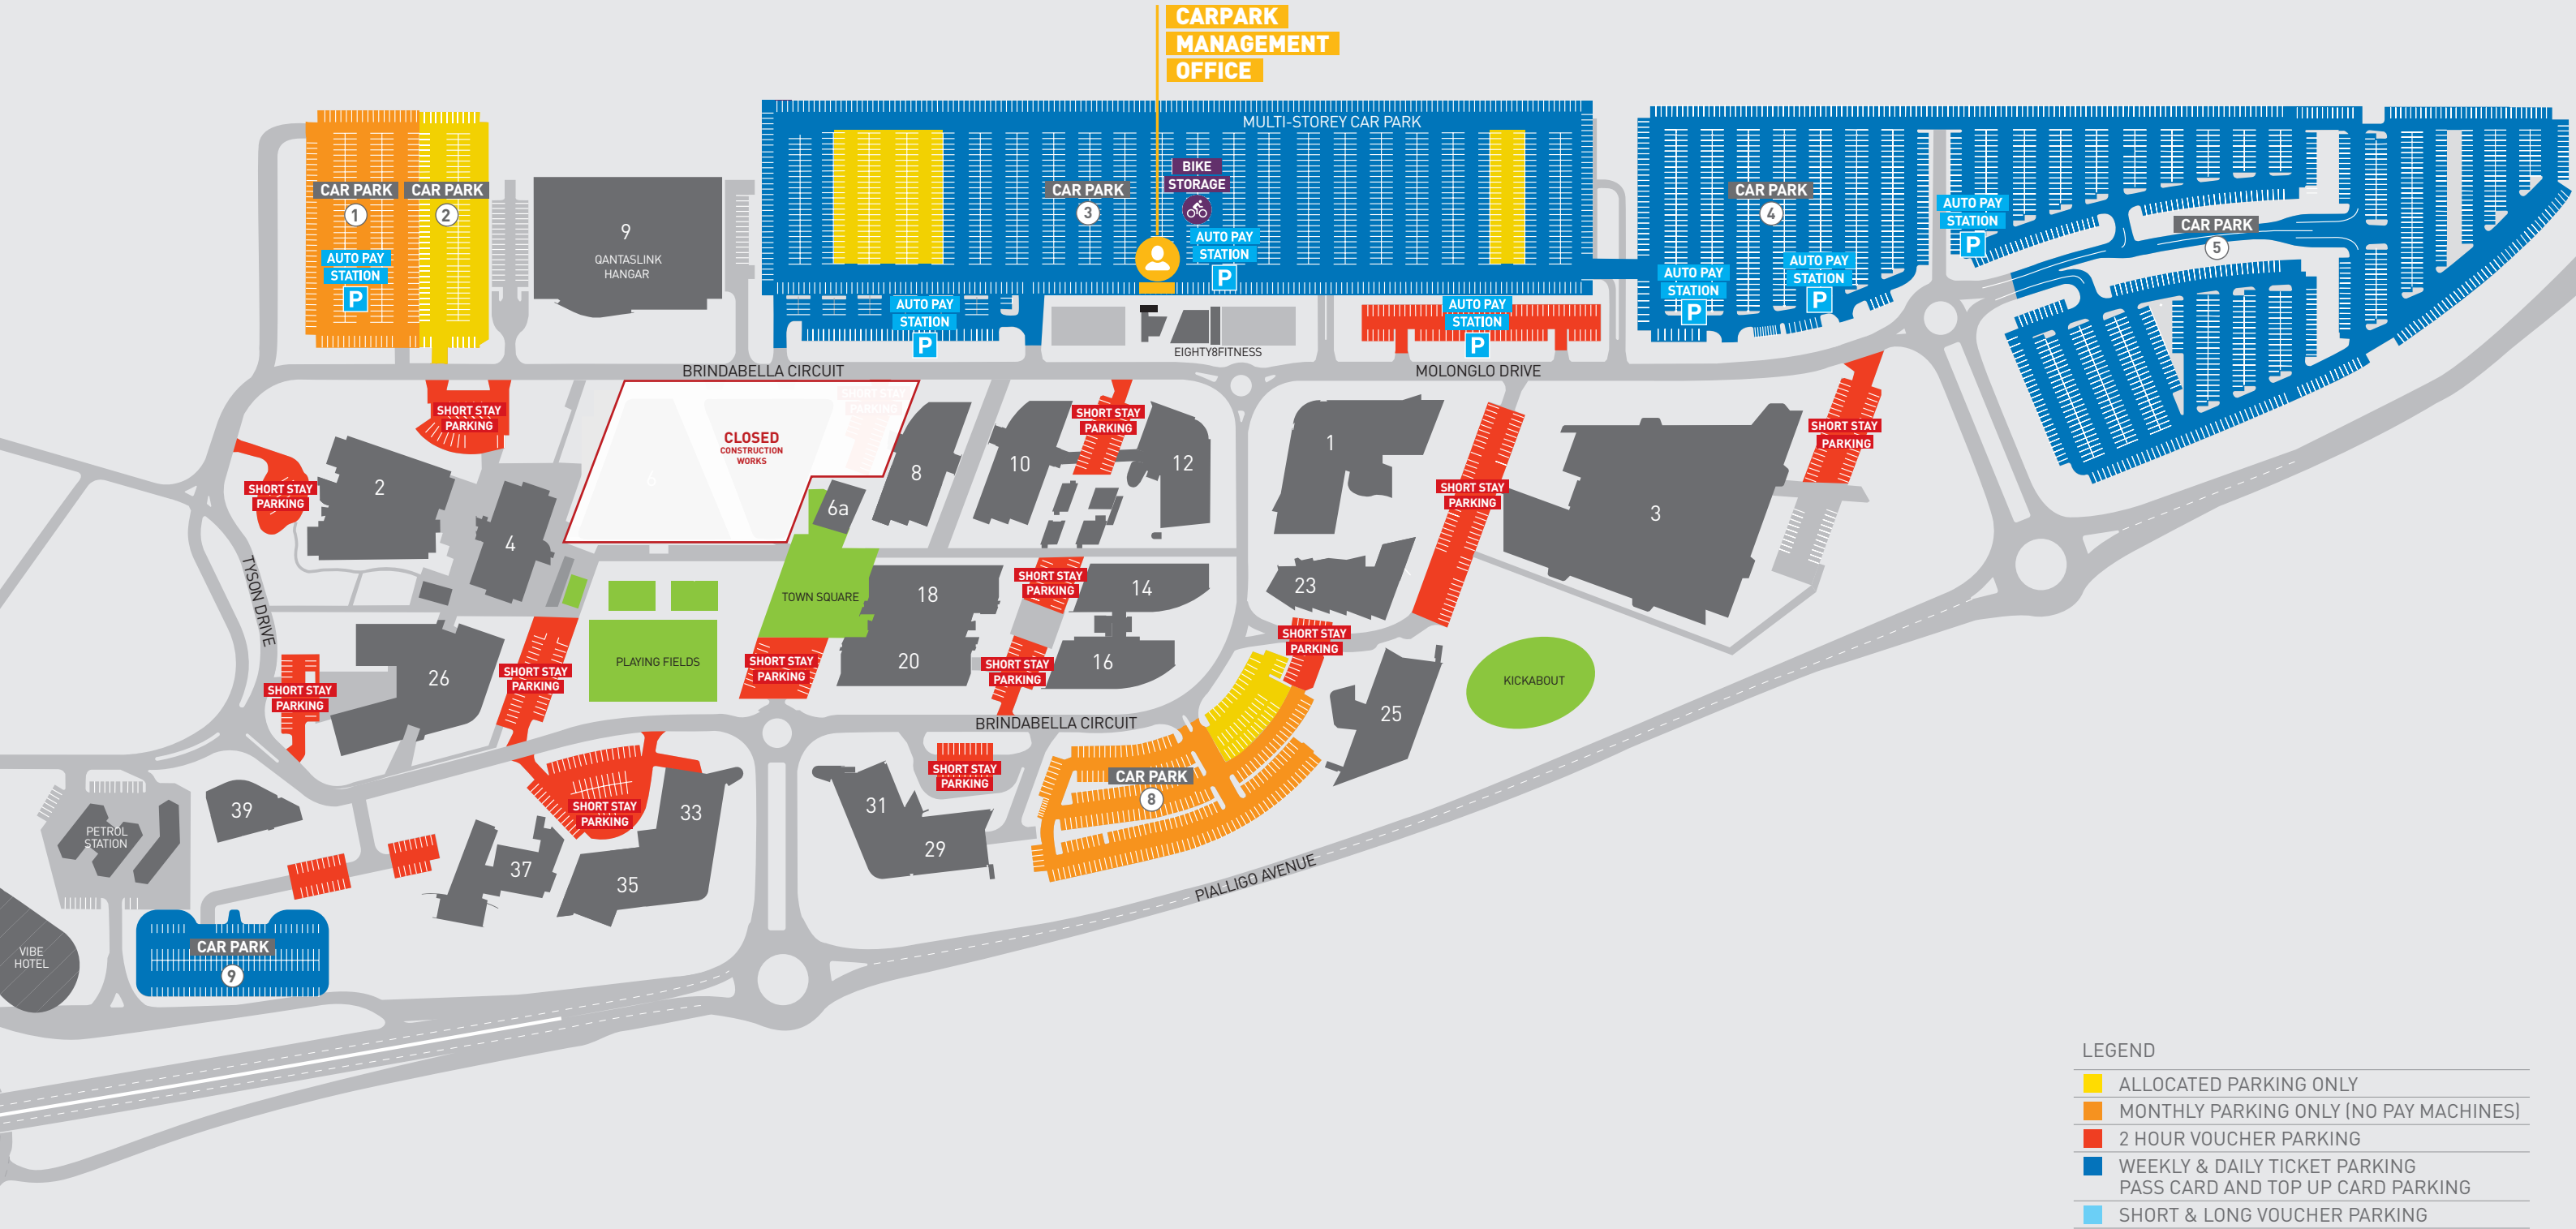 CARPARK
MANAGEMENT
OFFICE
MULTI-STOREY CAR PARK
CAR PARK
1
AUTO PAY
STATION
P
CAR PARK
2
9
QANTASLINK
HANGAR
CAR PARK
3
BIKE
STORAGE
AUTO PAY
STATION
P
AUTO PAY
STATION
P
EIGHTY8FITNESS
AUTO PAY
STATION
P
CAR PARK
4
AUTO PAY
STATION
P
AUTO PAY
STATION
P
AUTO PAY
STATION
P
CAR PARK
5
BRINDABELLA CIRCUIT
MOLONGLO DRIVE
SHORT STAY
PARKING
SHORT STAY
PARKING
CLOSED
CONSTRUCTION
WORKS
SHORT STAY
PARKING
SHORT STAY
PARKING
SHORT STAY
PARKING
SHORT STAY
PARKING
2
4
6
6a
8
10
12
1
3
TYSON DRIVE
TOWN SQUARE
18
SHORT STAY
PARKING
14
23
PLAYING FIELDS
SHORT STAY
PARKING
20
SHORT STAY
PARKING
16
SHORT STAY
PARKING
KICKABOUT
26
SHORT STAY
PARKING
SHORT STAY
PARKING
25
BRINDABELLA CIRCUIT
SHORT STAY
PARKING
CAR PARK
8
39
PETROL
STATION
SHORT STAY
PARKING
33
31
29
37
35
PIALLIGO AVENUE
VIBE
HOTEL
CAR PARK
9
LEGEND
ALLOCATED PARKING ONLY
MONTHLY PARKING ONLY (NO PAY MACHINES)
2 HOUR VOUCHER PARKING
WEEKLY & DAILY TICKET PARKING
PASS CARD AND TOP UP CARD PARKING
SHORT & LONG VOUCHER PARKING